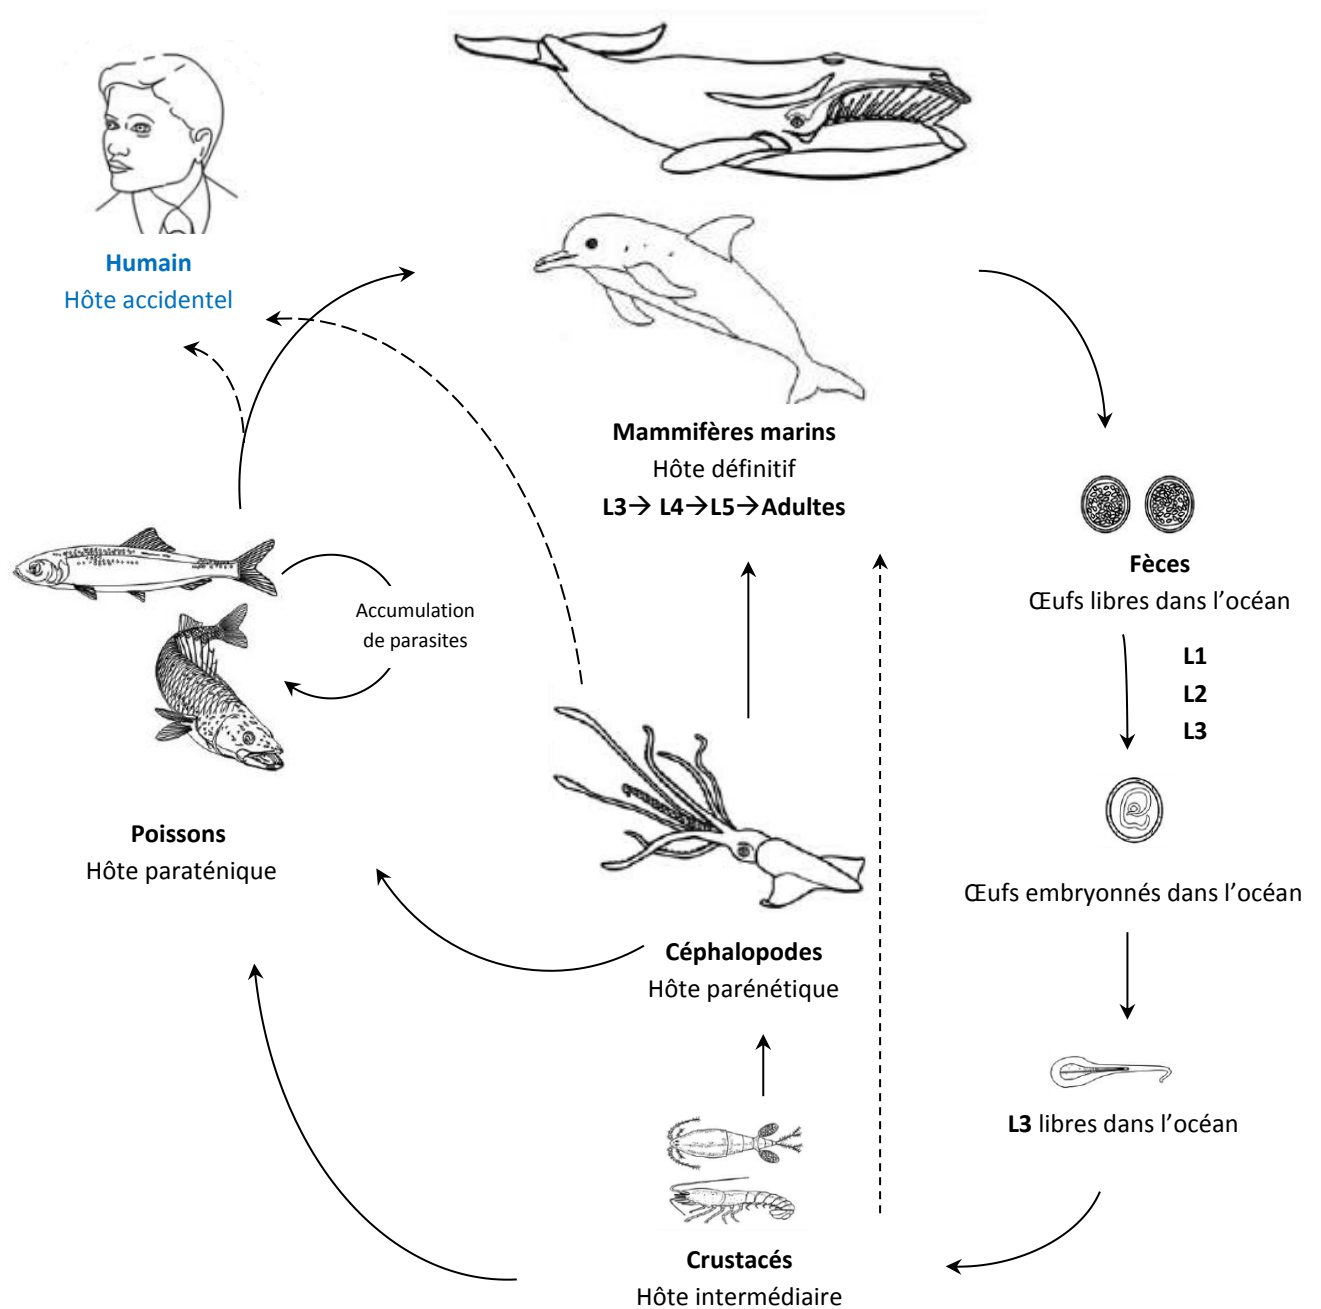 Humain
Hôte accidentel
Mammifères marins
Hôte définitif
L3→ L4→L5→Adultes
Fèces
Œufs libres dans l’océan
L1
L2
L3
Accumulation
de parasites
Poissons
Hôte paraténique
Œufs embryonnés dans l’océan
Céphalopodes
Hôte parénétique
L3 libres dans l’océan
Crustacés
Hôte intermédiaire